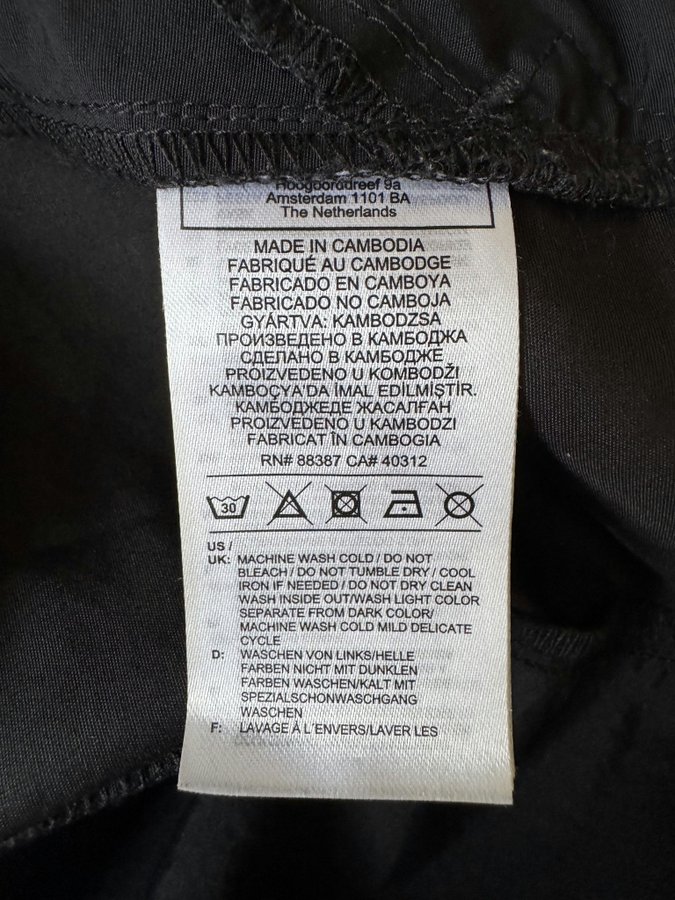 Hoogoorddreef 9a
Amsterdam 1101 BA
The Netherlands
MADE IN CAMBODIA
FABRIQUÉ AU CAMBODGE
FABRICADO EN CAMBOYA
FABRICADO NO CAMBOJA
GYÁRTVA: KAMBODZSA
ПРОИЗВЕДЕНО В КАМБОДЖА
СДЕЛАНО В КАМБОДЖЕ
PROIZVEDENO U KOMBODŽI
KAMBOÇYA'DA İMAL EDİLMİŞTİR.
КАМБОДЖЕДЕ ЖАСАЛҒАН
PROIZVEDENO U KAMBODZI
FABRICAT ÎN CAMBOGIA
RN# 88387 CA# 40312
30
US /
UK: MACHINE WASH COLD / DO NOT
BLEACH / DO NOT TUMBLE DRY / COOL
IRON IF NEEDED / DO NOT DRY CLEAN
WASH INSIDE OUT/WASH LIGHT COLOR
SEPARATE FROM DARK COLOR/
MACHINE WASH COLD MILD DELICATE
CYCLE
D: WASCHEN VON LINKS/HELLE
FARBEN NICHT MIT DUNKLEN
FARBEN WASCHEN/KALT MIT
SPEZIALSCHONWASCHGANG
WASCHEN
F: LAVAGE À L´ENVERS/LAVER LES